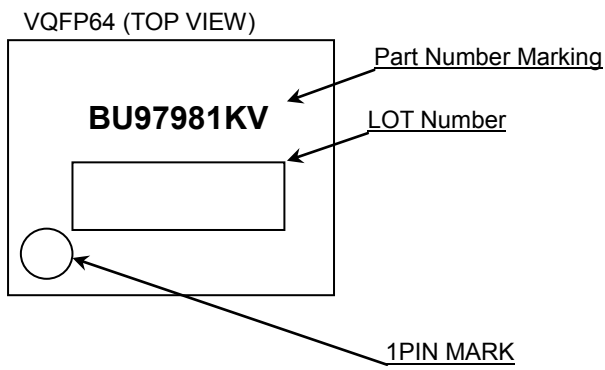 VQFP64 (TOP VIEW)
Part Number Marking
BU97981KV
LOT Number
1PIN MARK